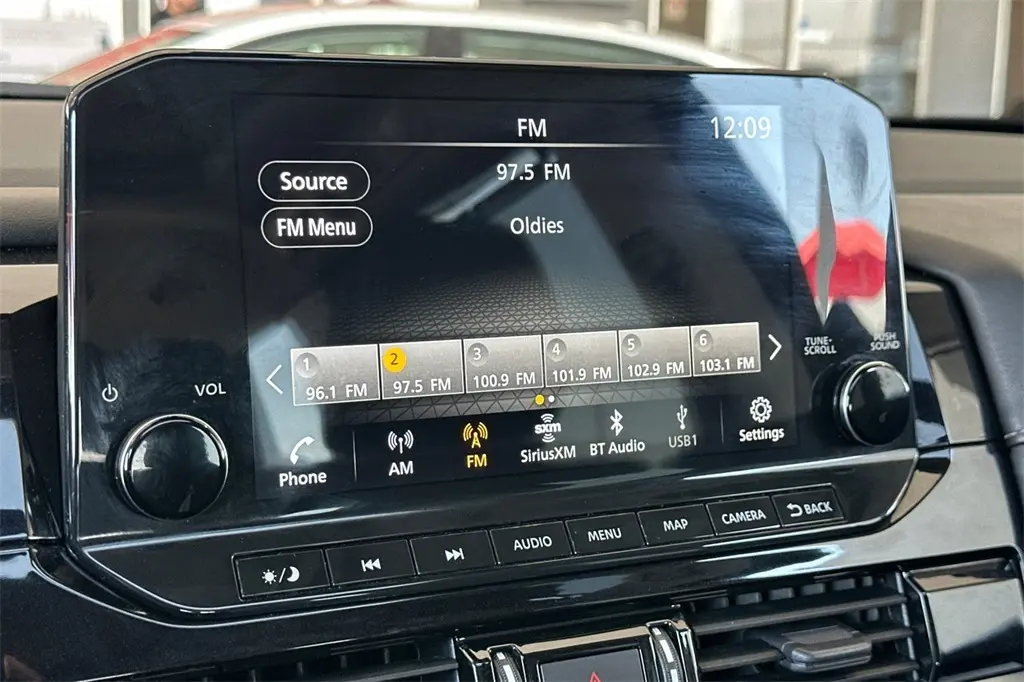 FM
12:09
Source
97.5 FM
FM Menu
Oldies
1 2 3 4 5 6
96.1 FM 97.5 FM 100.9 FM 101.9 FM 102.9 FM 103.1 FM
TUNE-
SCROLL
PUSH
SOUND
VOL
Phone
AM
FM
sxm
SiriusXM
BT Audio
USB1
Settings
AUDIO
MENU
MAP
CAMERA
BACK